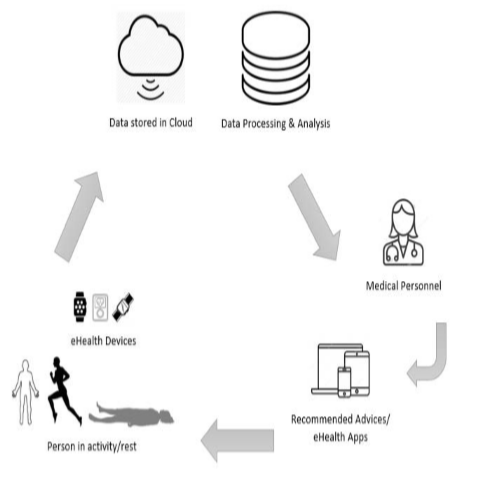 Data stored in Cloud
Data Processing & Analysis
Medical Personnel
eHealth Devices
Recommended Advices/
eHealth Apps
Person in activity/rest